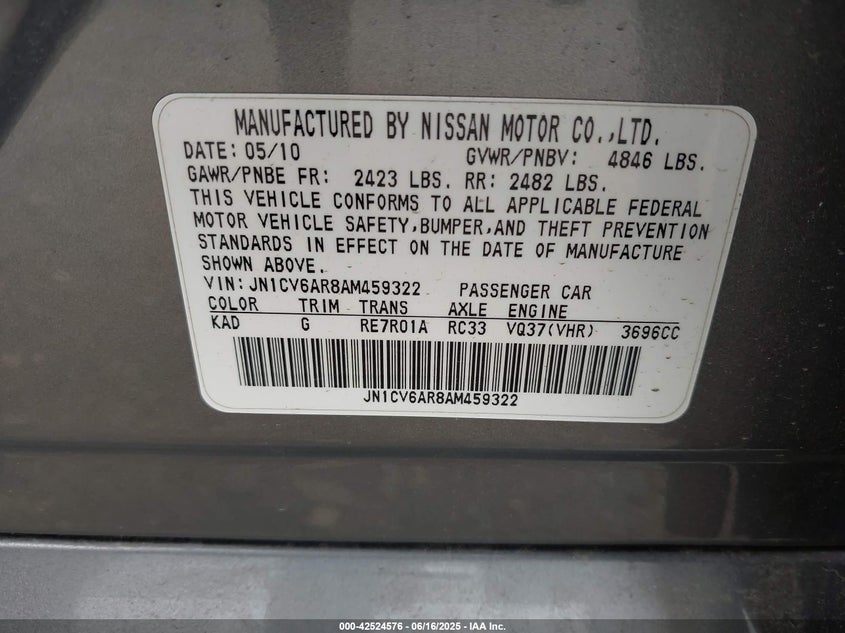 MANUFACTURED BY NISSAN MOTOR CO.,LTD.
DATE: 05/10 GVWR/PNBV: 4846 LBS.
GAWR/PNBE FR: 2423 LBS. RR: 2482 LBS.
THIS VEHICLE CONFORMS TO ALL APPLICABLE FEDERAL
MOTOR VEHICLE SAFETY,BUMPER,AND THEFT PREVENTION
STANDARDS IN EFFECT ON THE DATE OF MANUFACTURE
SHOWN ABOVE.
VIN: JN1CV6AR8AM459322 PASSENGER CAR
COLOR TRIM TRANS AXLE ENGINE
KAD G RE7R01A RC33 VQ37(VHR) 3696CC
JN1CV6AR8AM459322
000-42524576 - 06/16/2025 - IAA Inc.